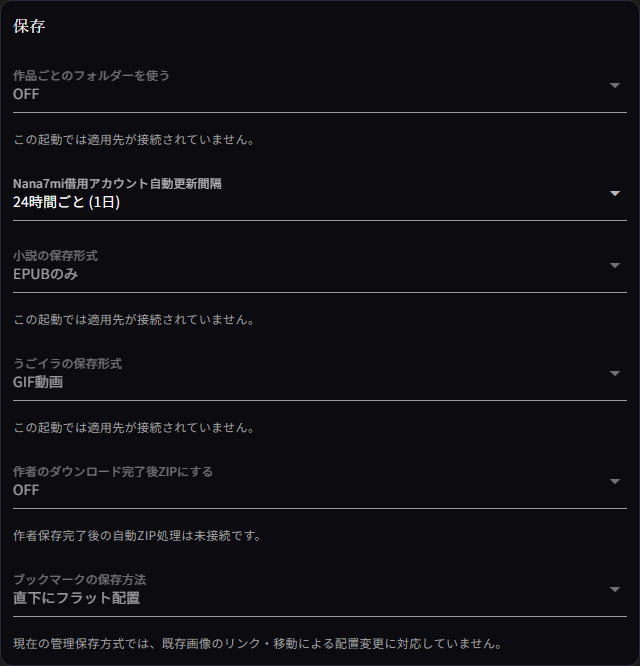 保存
作品ごとのフォルダーを使う
OFF
この起動では適用先が接続されていません。
Nana7mi借用アカウント自動更新間隔
24時間ごと (1日)
小説の保存形式
EPUBのみ
この起動では適用先が接続されていません。
うごイラの保存形式
GIF動画
この起動では適用先が接続されていません。
作者のダウンロード完了後ZIPにする
OFF
作者保存完了後の自動ZIP処理は未接続です。
ブックマークの保存方法
直下にフラット配置
現在の管理保存方式では、既存画像のリンク・移動による配置変更に対応していません。